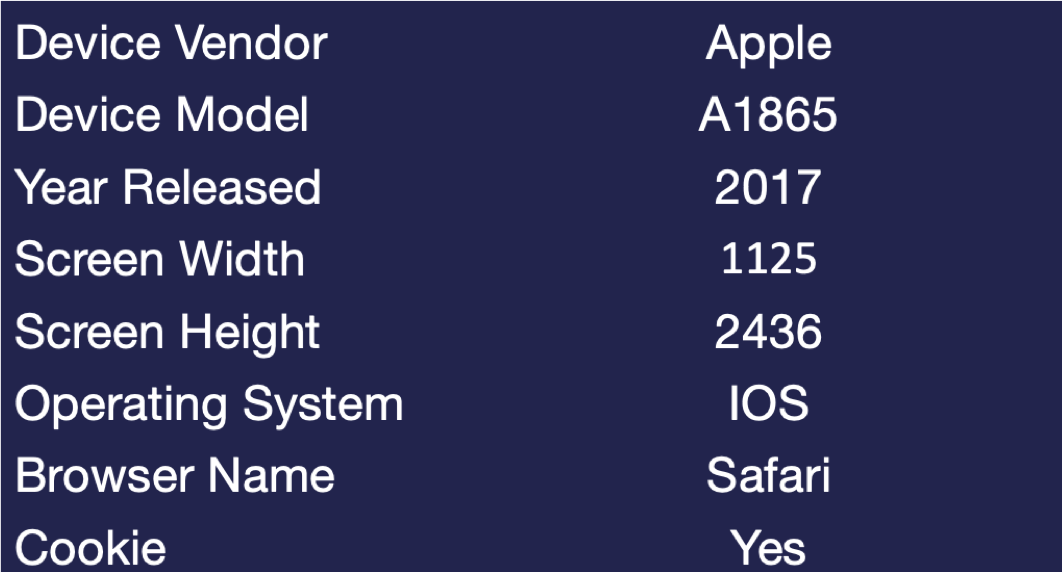 Device Vendor Apple
Device Model A1865
Year Released 2017
Screen Width 1125
Screen Height 2436
Operating System IOS
Browser Name Safari
Cookie Yes